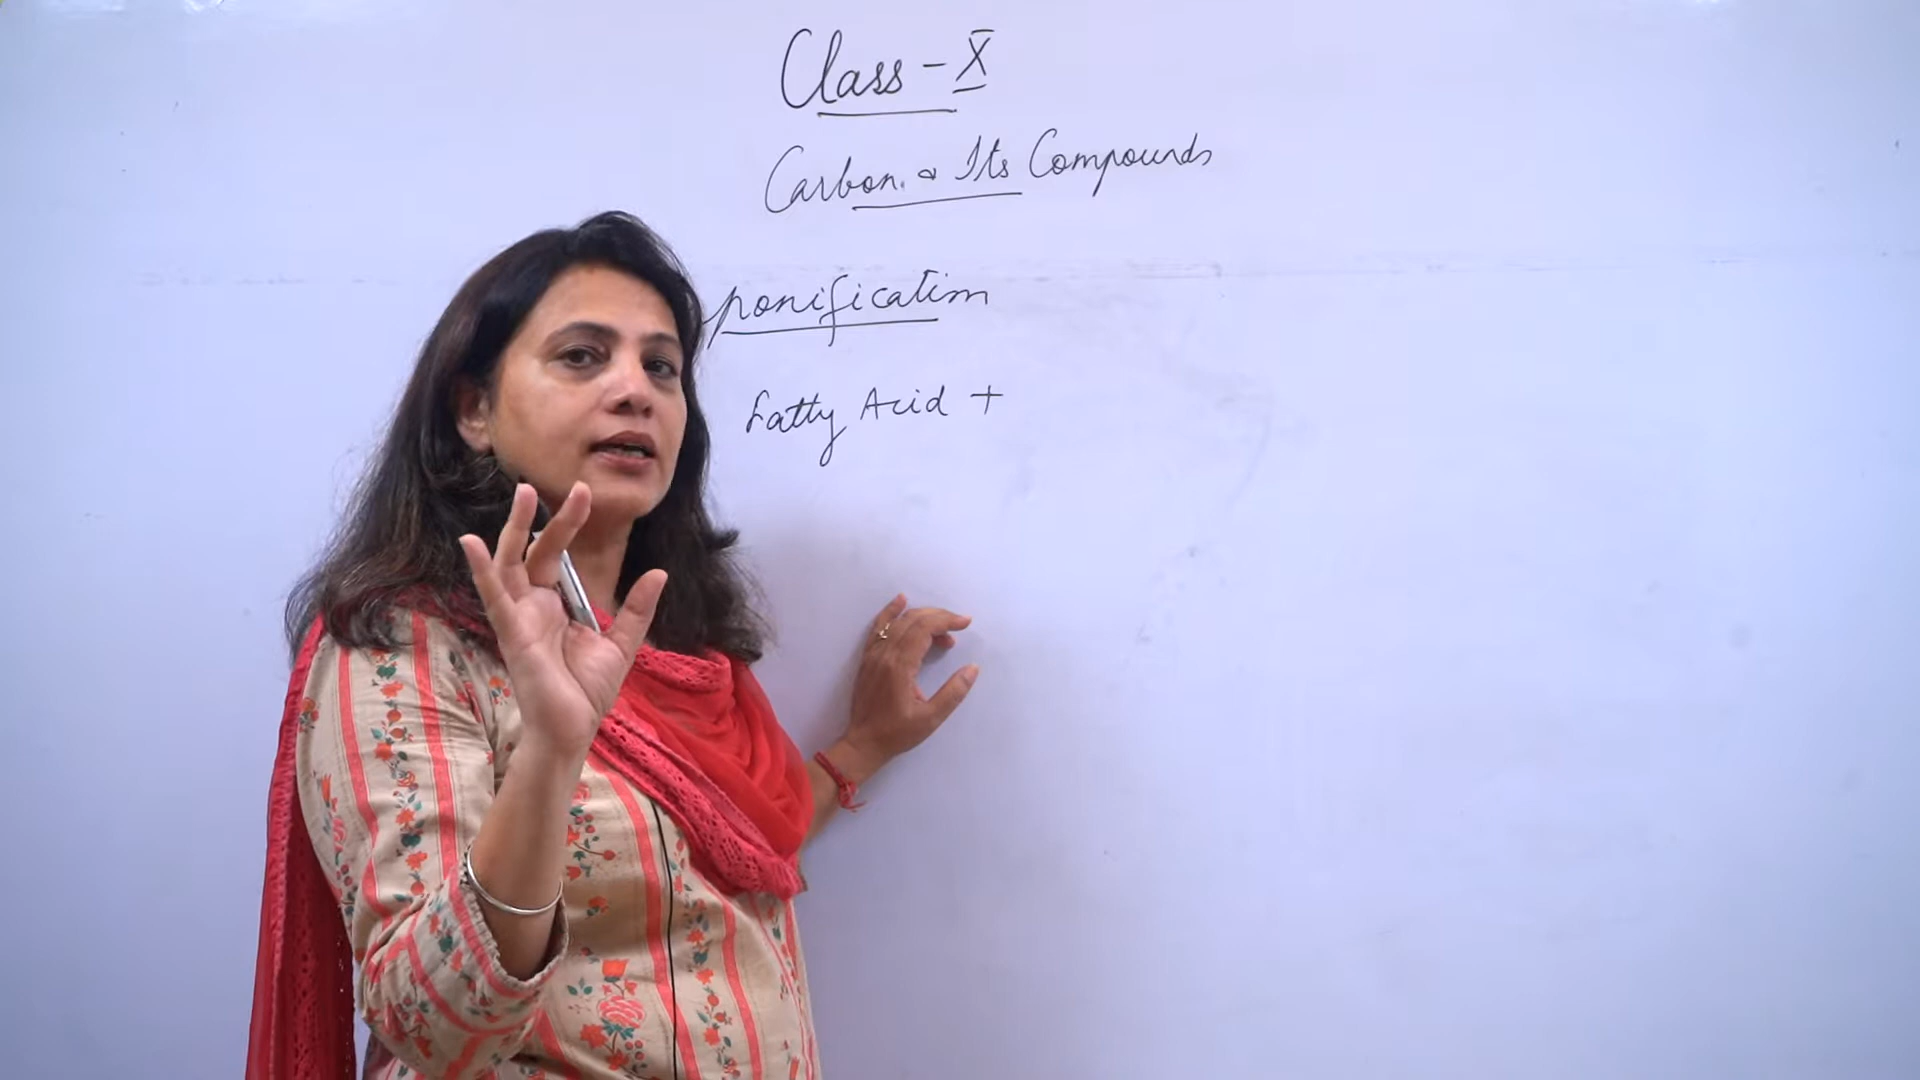 Class - X
Carbon & Its Compounds
ponification
Fatty Acid +